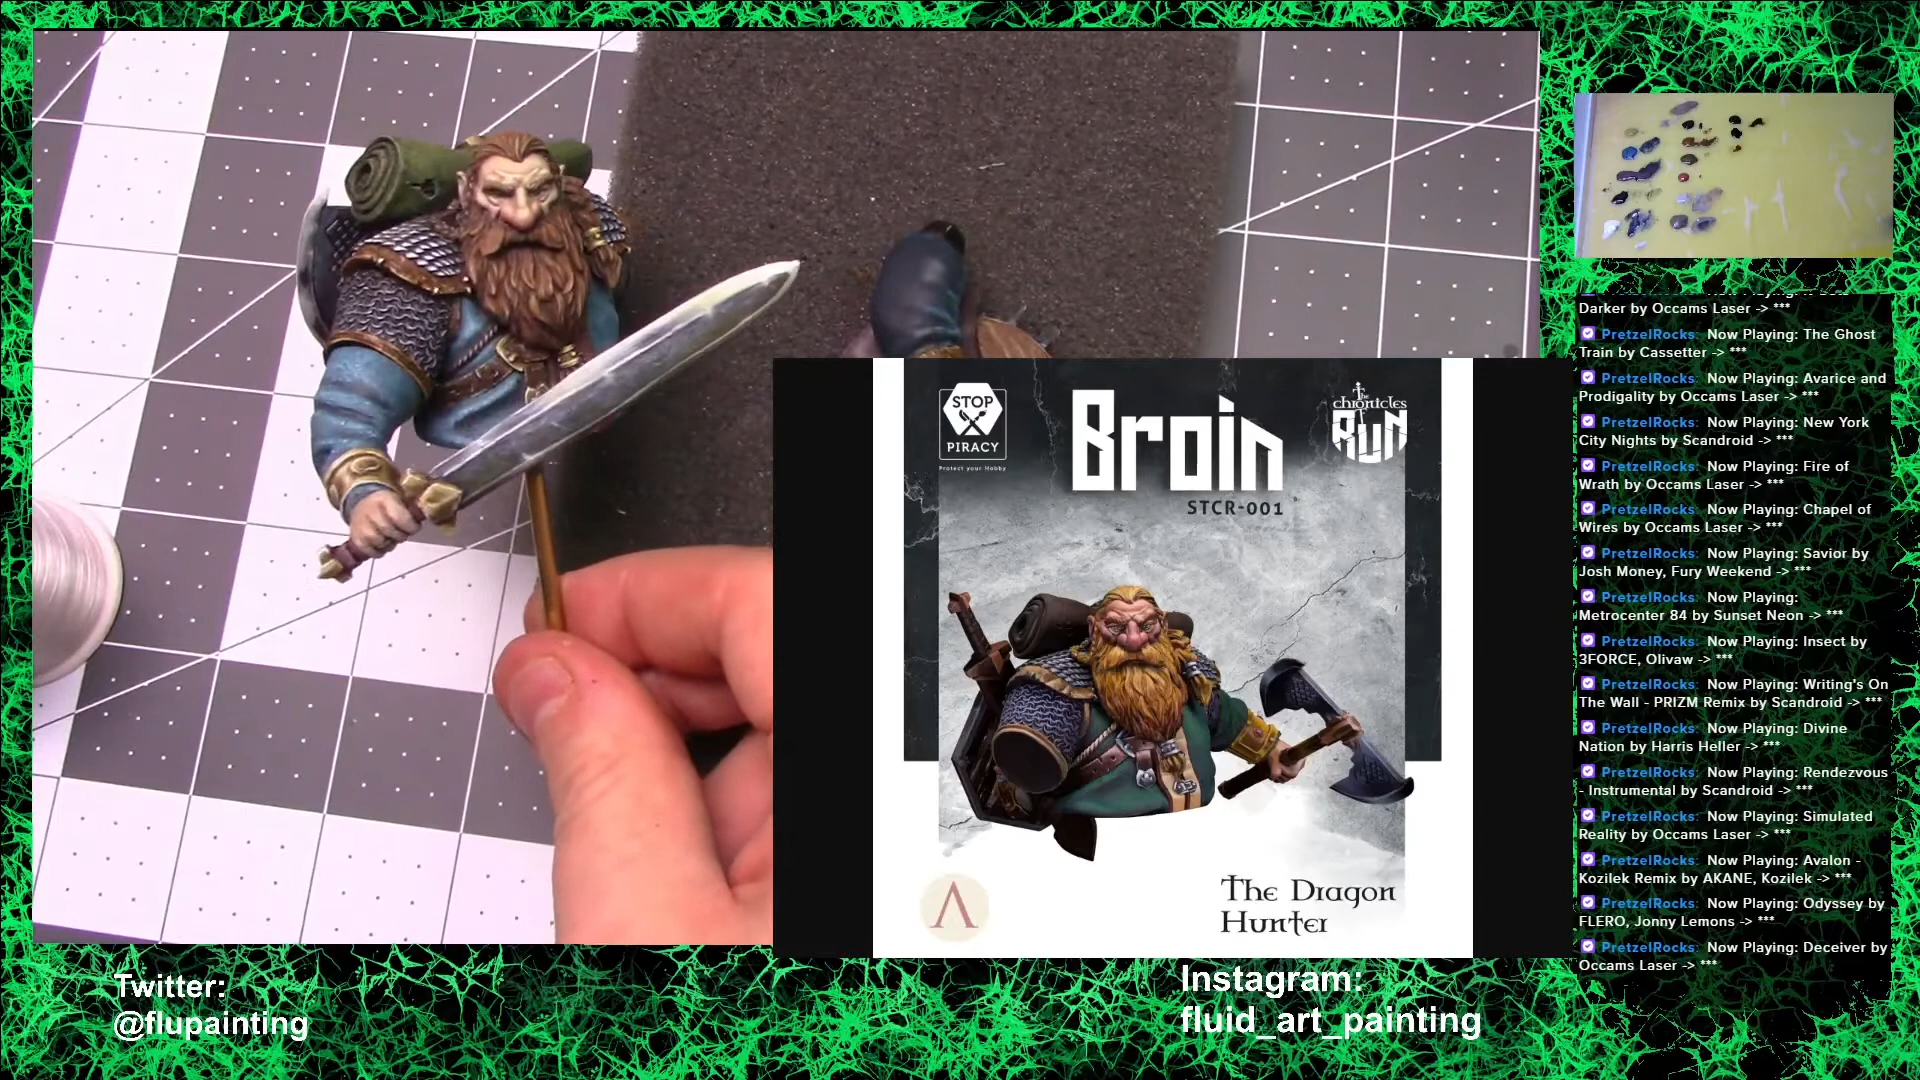 STOP
PIRACY
Protect your Hobby
Broin
STCR-001
The
chronicles
of
RUN
The Dragon
Hunter
Darker by Occams Laser -> ***
PretzelRocks: Now Playing: The Ghost
Train by Cassetter -> ***
PretzelRocks: Now Playing: Avarice and
Prodigality by Occams Laser -> ***
PretzelRocks: Now Playing: New York
City Nights by Scandroid -> ***
PretzelRocks: Now Playing: Fire of
Wrath by Occams Laser -> ***
PretzelRocks: Now Playing: Chapel of
Wires by Occams Laser -> ***
PretzelRocks: Now Playing: Savior by
Josh Money, Fury Weekend -> ***
PretzelRocks: Now Playing:
Metrocenter 84 by Sunset Neon -> ***
PretzelRocks: Now Playing: Insect by
3FORCE, Olivaw -> ***
PretzelRocks: Now Playing: Writing's On
The Wall - PRIZM Remix by Scandroid -> ***
PretzelRocks: Now Playing: Divine
Nation by Harris Heller -> ***
PretzelRocks: Now Playing: Rendezvous
- Instrumental by Scandroid -> ***
PretzelRocks: Now Playing: Simulated
Reality by Occams Laser -> ***
PretzelRocks: Now Playing: Avalon -
Kozilek Remix by AKANE, Kozilek -> ***
PretzelRocks: Now Playing: Odyssey by
FLERO, Jonny Lemons -> ***
PretzelRocks: Now Playing: Deceiver by
Occams Laser -> ***
Twitter:
@flupainting
Instagram:
fluid_art_painting